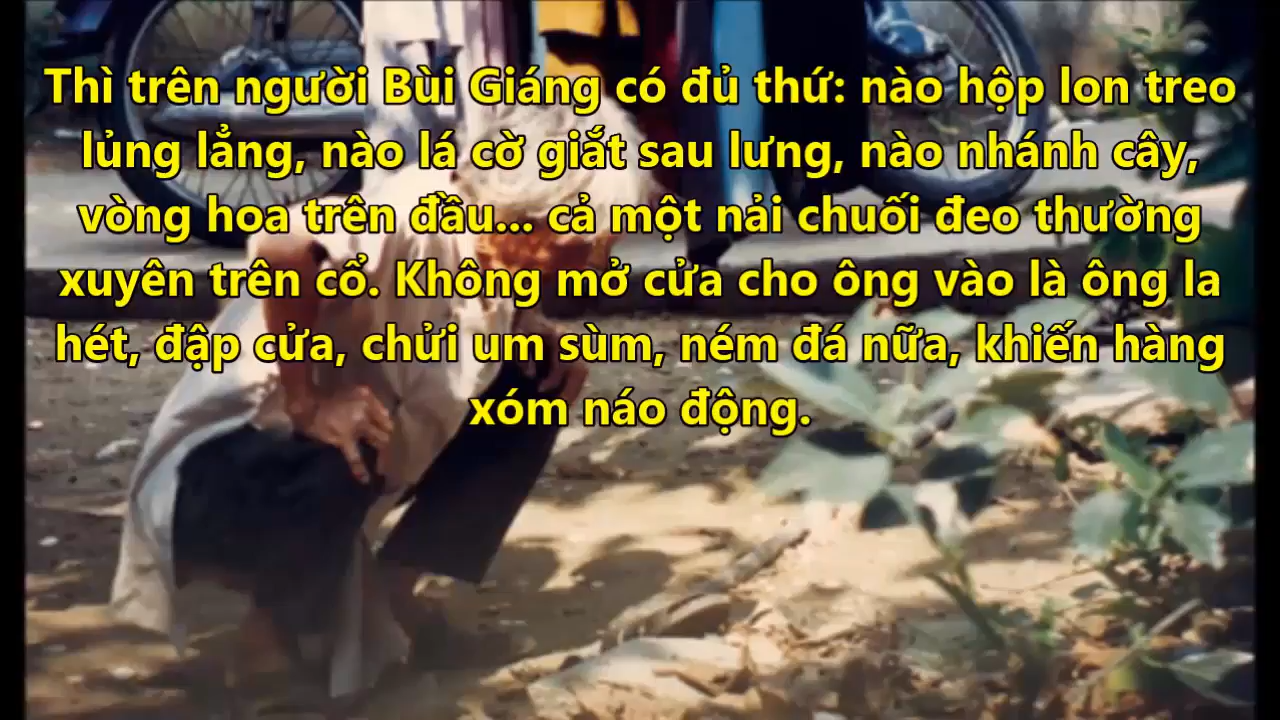 Thì trên người Bùi Giáng có đủ thứ: nào hộp lon treo
lủng lẳng, nào lá cờ giắt sau lưng, nào nhánh cây,
vòng hoa trên đầu... cả một nải chuối đeo thường
xuyên trên cổ. Không mở cửa cho ông vào là ông la
hét, đập cửa, chửi um sùm, ném đá nữa, khiến hàng
xóm náo động.